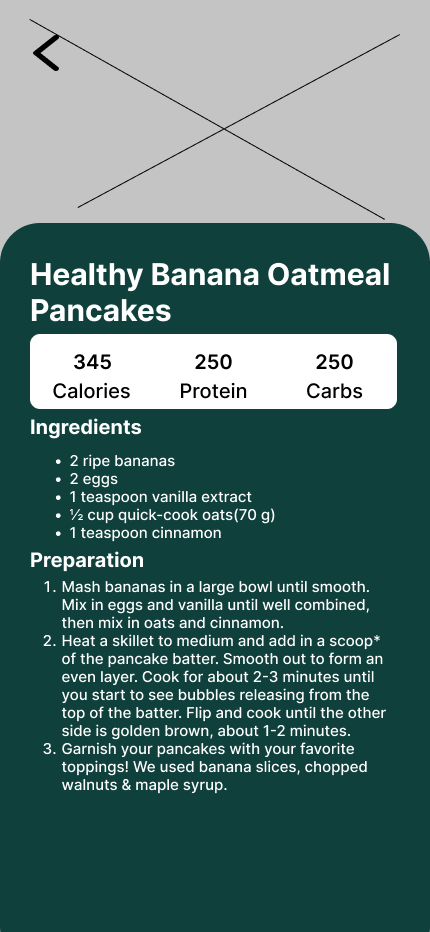 Healthy Banana Oatmeal
Pancakes
345 250 250
Calories Protein Carbs
Ingredients
• 2 ripe bananas
• 2 eggs
• 1 teaspoon vanilla extract
• ½ cup quick-cook oats(70 g)
• 1 teaspoon cinnamon
Preparation
1. Mash bananas in a large bowl until smooth.
Mix in eggs and vanilla until well combined,
then mix in oats and cinnamon.
2. Heat a skillet to medium and add in a scoop*
of the pancake batter. Smooth out to form an
even layer. Cook for about 2-3 minutes until
you start to see bubbles releasing from the
top of the batter. Flip and cook until the other
side is golden brown, about 1-2 minutes.
3. Garnish your pancakes with your favorite
toppings! We used banana slices, chopped
walnuts & maple syrup.